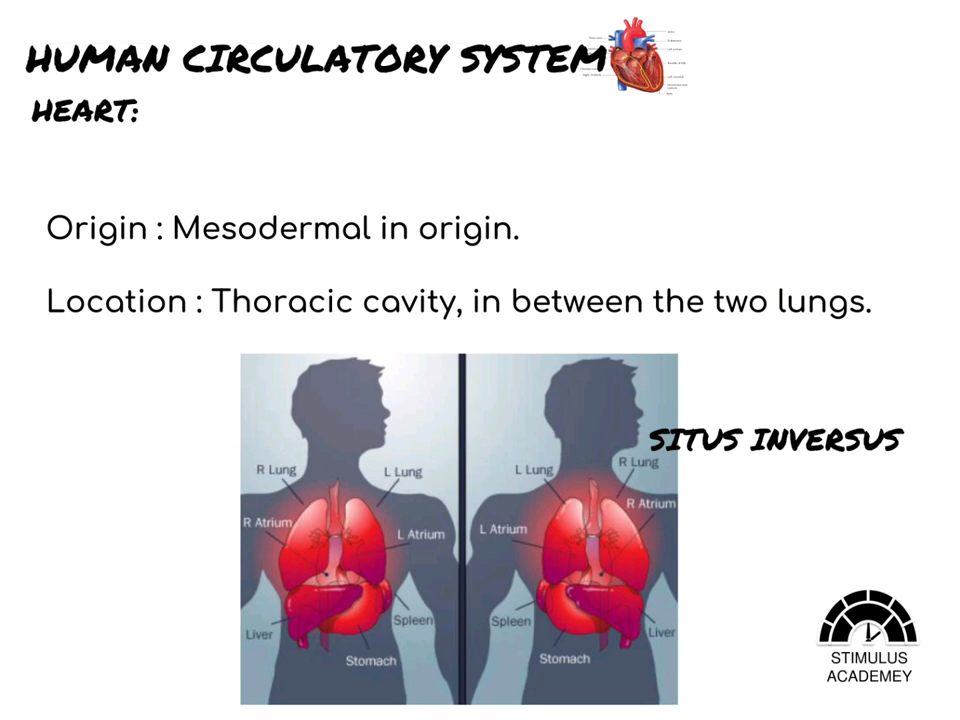 HUMAN CIRCULATORY SYSTEM
HEART:
Origin : Mesodermal in origin.
Location : Thoracic cavity, in between the two lungs.
SITUS INVERSUS
R Lung
L Lung
R Atrium
L Atrium
Spleen
Liver
Stomach
L Lung
R Lung
R Atrium
L Atrium
Spleen
Liver
Stomach
STIMULUS
ACADEMEY